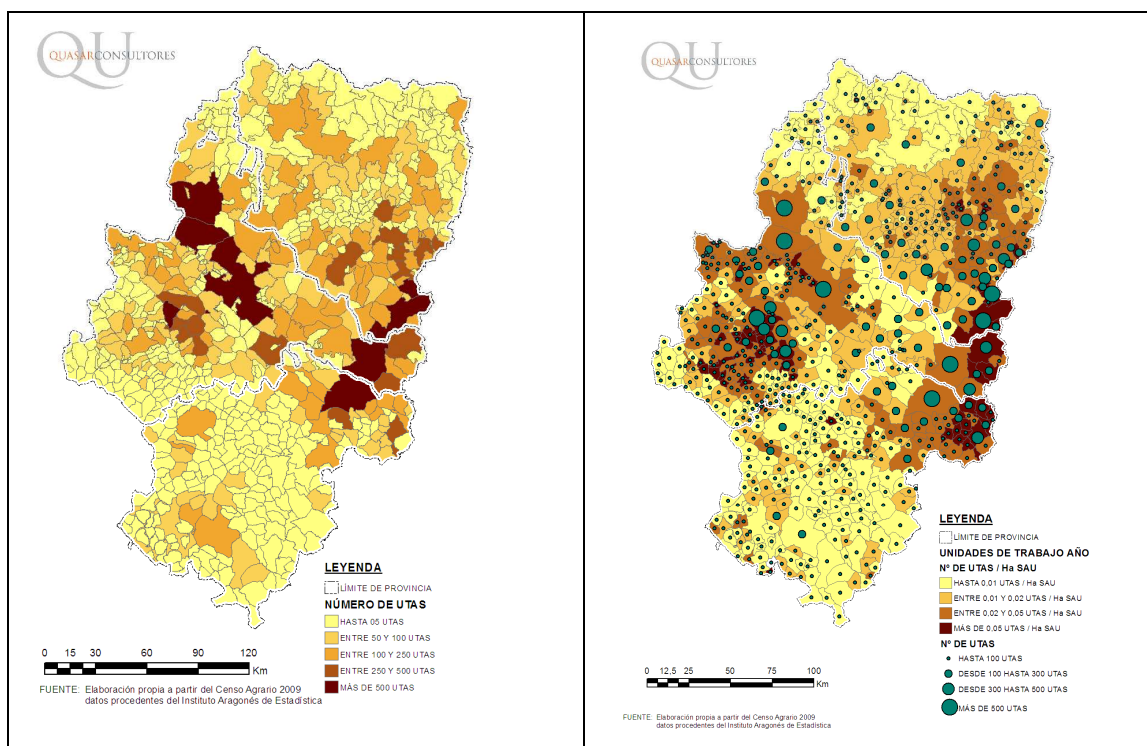 QU
QUASARCONSULTORES
LEYENDA
LÍMITE DE PROVINCIA
NÚMERO DE UTAS
HASTA 05 UTAS
ENTRE 50 Y 100 UTAS
ENTRE 100 Y 250 UTAS
ENTRE 250 Y 500 UTAS
MÁS DE 500 UTAS
0 15 30 60 90 120
Km
FUENTE: Elaboración propia a partir del Censo Agrario 2009
datos procedentes del Instituto Aragonés de Estadística
QU
QUASARCONSULTORES
LEYENDA
LÍMITE DE PROVINCIA
UNIDADES DE TRABAJO AÑO
Nº DE UTAS / Ha SAU
HASTA 0.01 UTAS / Ha SAU
ENTRE 0,01 Y 0,02 UTAS / Ha SAU
ENTRE 0,02 Y 0,05 UTAS / Ha SAU
MÁS DE 0,05 UTAS / Ha SAU
Nº DE UTAS
HASTA 100 UTAS
DESDE 100 HASTA 300 UTAS
DESDE 300 HASTA 500 UTAS
MÁS DE 500 UTAS
0 12,5 25 50 75 100
Km
FUENTE: Elaboración propia a partir del Censo Agrario 2009
datos procedentes del Instituto Aragonés de Estadística